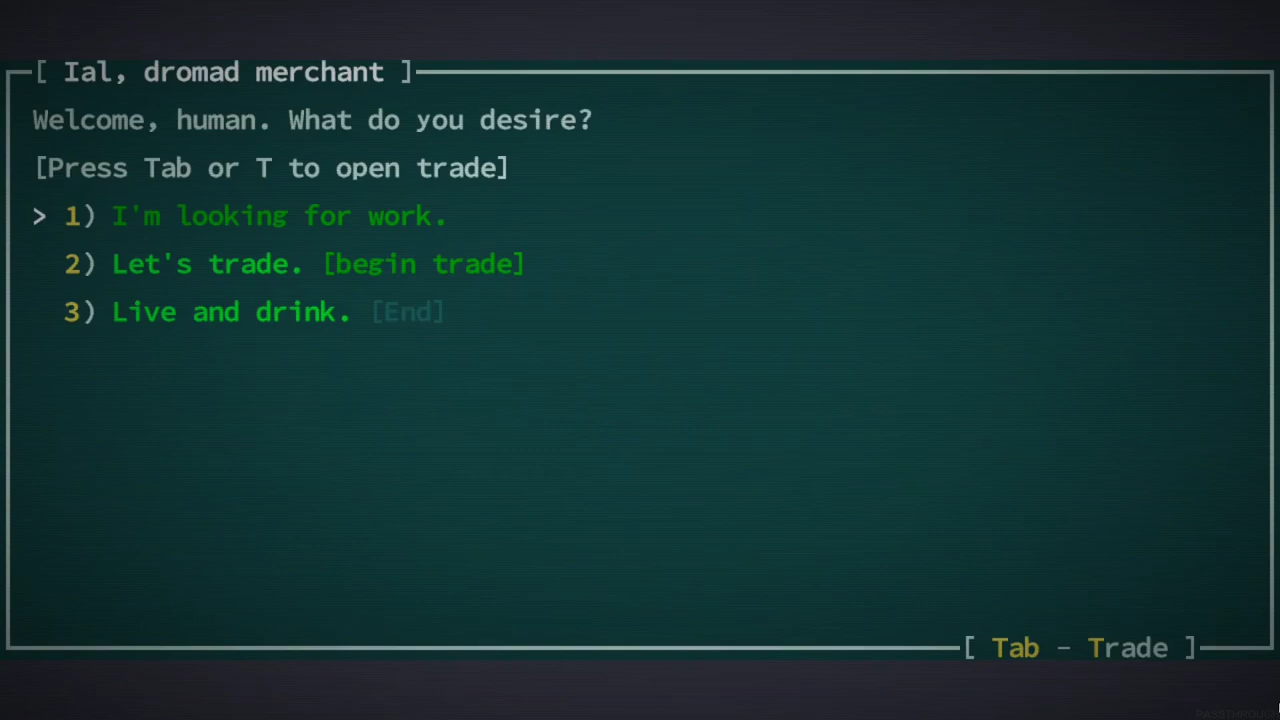 [ Ial, dromad merchant ]
Welcome, human. What do you desire?
[Press Tab or T to open trade]
> 1) I'm looking for work.
2) Let's trade. [begin trade]
3) Live and drink. [End]
[ Tab - Trade ]